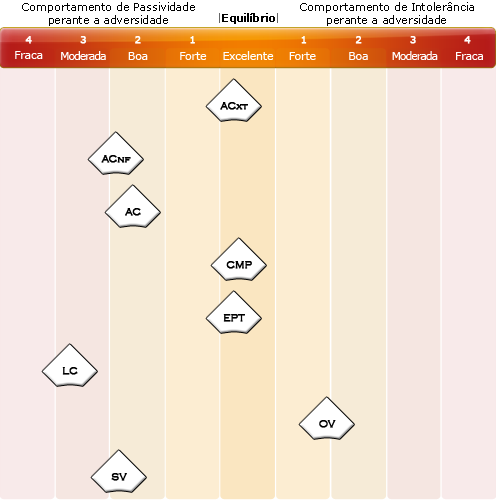 Comportamento de Passividade
perante a adversidade
|Equilíbrio|
Comportamento de Intolerância
perante a adversidade
4 3 2 1 1 2 3 4
Fraca Moderada Boa Forte Excelente Forte Boa Moderada Fraca
ACXT
ACNF
AC
CMP
EPT
LC
OV
SV